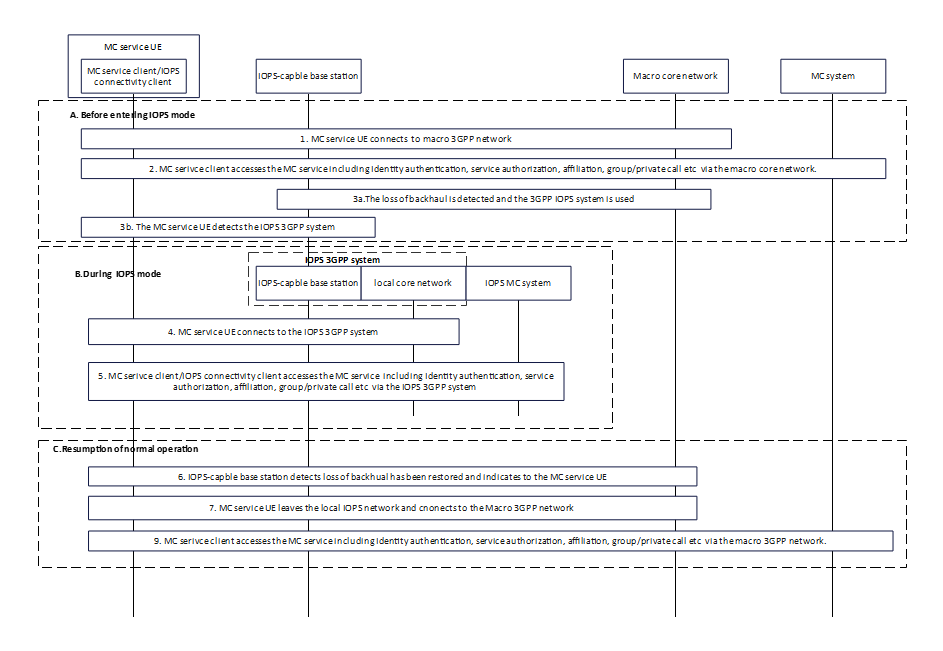 MC service UE
MC service client/IOPS
connectivity client
IOPS-capble base station
Macro core network
MC system
A. Before entering IOPS mode
1. MC service UE connects to macro 3GPP network
2. MC serivce client accesses the MC service including identity authentication, service authorization, affiliation, group/private call etc via the macro core network.
3a.The loss of backhaul is detected and the 3GPP IOPS system is used
3b. The MC service UE detects the IOPS 3GPP system
IOPS 3GPP system
B.During IOPS mode
IOPS-capble base station
local core network
IOPS MC system
4. MC service UE connects to the IOPS 3GPP system
5. MC serivce client/IOPS connectivity client accesses the MC service including identity authentication, service
authorization, affiliation, group/private call etc via the IOPS 3GPP system
C.Resumption of normal operation
6. IOPS-capble base station detects loss of backhual has been restored and indicates to the MC service UE
7. MC service UE leaves the local IOPS network and cnonects to the Macro 3GPP network
9. MC serivce client accesses the MC service including identity authentication, service authorization, affiliation, group/private call etc via the macro 3GPP network.